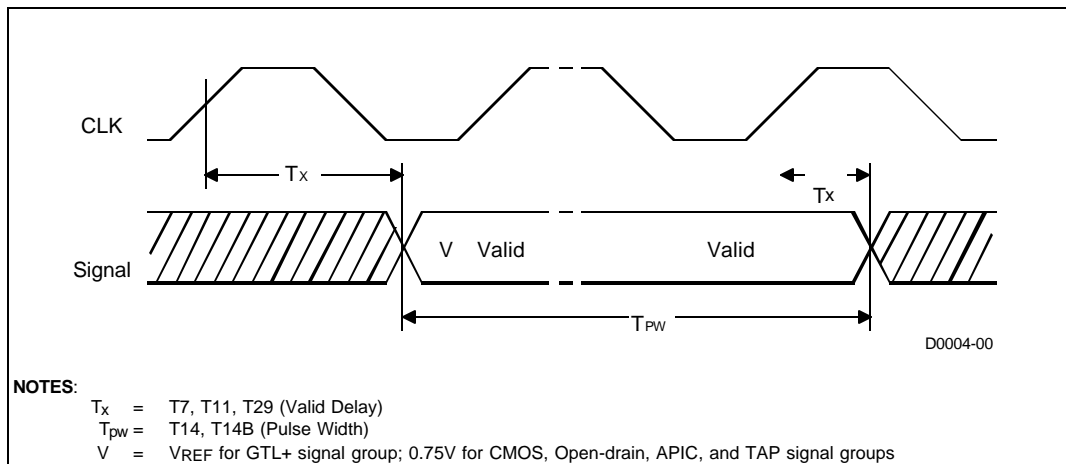 CLK
Tx
Tx
Signal
V Valid
Valid
TPW
D0004-00
NOTES:
Tx = T7, T11, T29 (Valid Delay)
Tpw = T14, T14B (Pulse Width)
V = VREF for GTL+ signal group; 0.75V for CMOS, Open-drain, APIC, and TAP signal groups